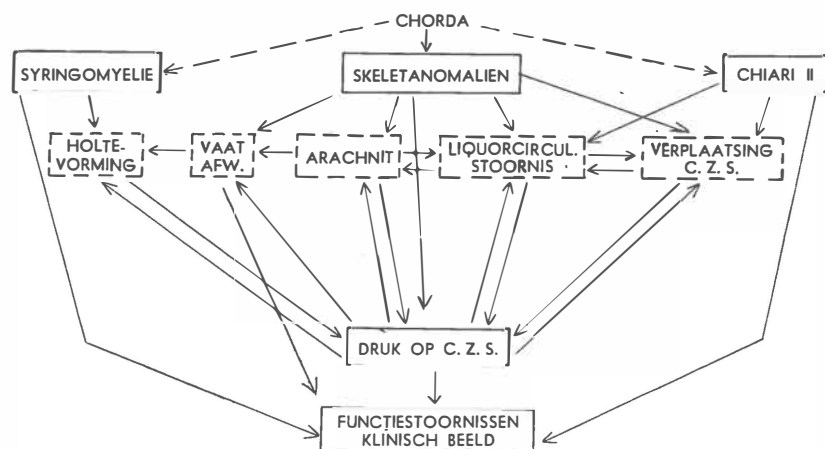 CHORDA
SYRINGOMYELIE
SKELETANOMALIEN
CHIARI II
HOLTE-
VORMING
VAAT
AFW.
ARACHNIT
LIQUORCIRCUL.
STOORNIS
VERPLAATSING
C. Z. S.
DRUK OP C. Z. S.
FUNCTIESTOORNISSEN
KLINISCH BEELD